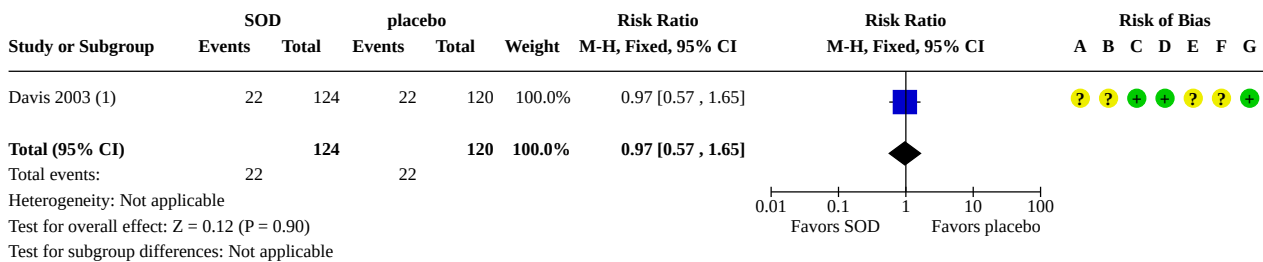 SOD placebo Risk Ratio Risk Ratio Risk of Bias
Study or Subgroup Events Total Events Total Weight M-H, Fixed, 95% CI M-H, Fixed, 95% CI A B C D E F G
Davis 2003 (1) 22 124 22 120 100.0% 0.97 [0.57 , 1.65] ? ? + + ? ? +
Total (95% CI) 124 120 100.0% 0.97 [0.57 , 1.65]
Total events: 22 22
Heterogeneity: Not applicable
0.01 0.1 1 10 100
Test for overall effect: Z = 0.12 (P = 0.90)
Favors SOD Favors placebo
Test for subgroup differences: Not applicable